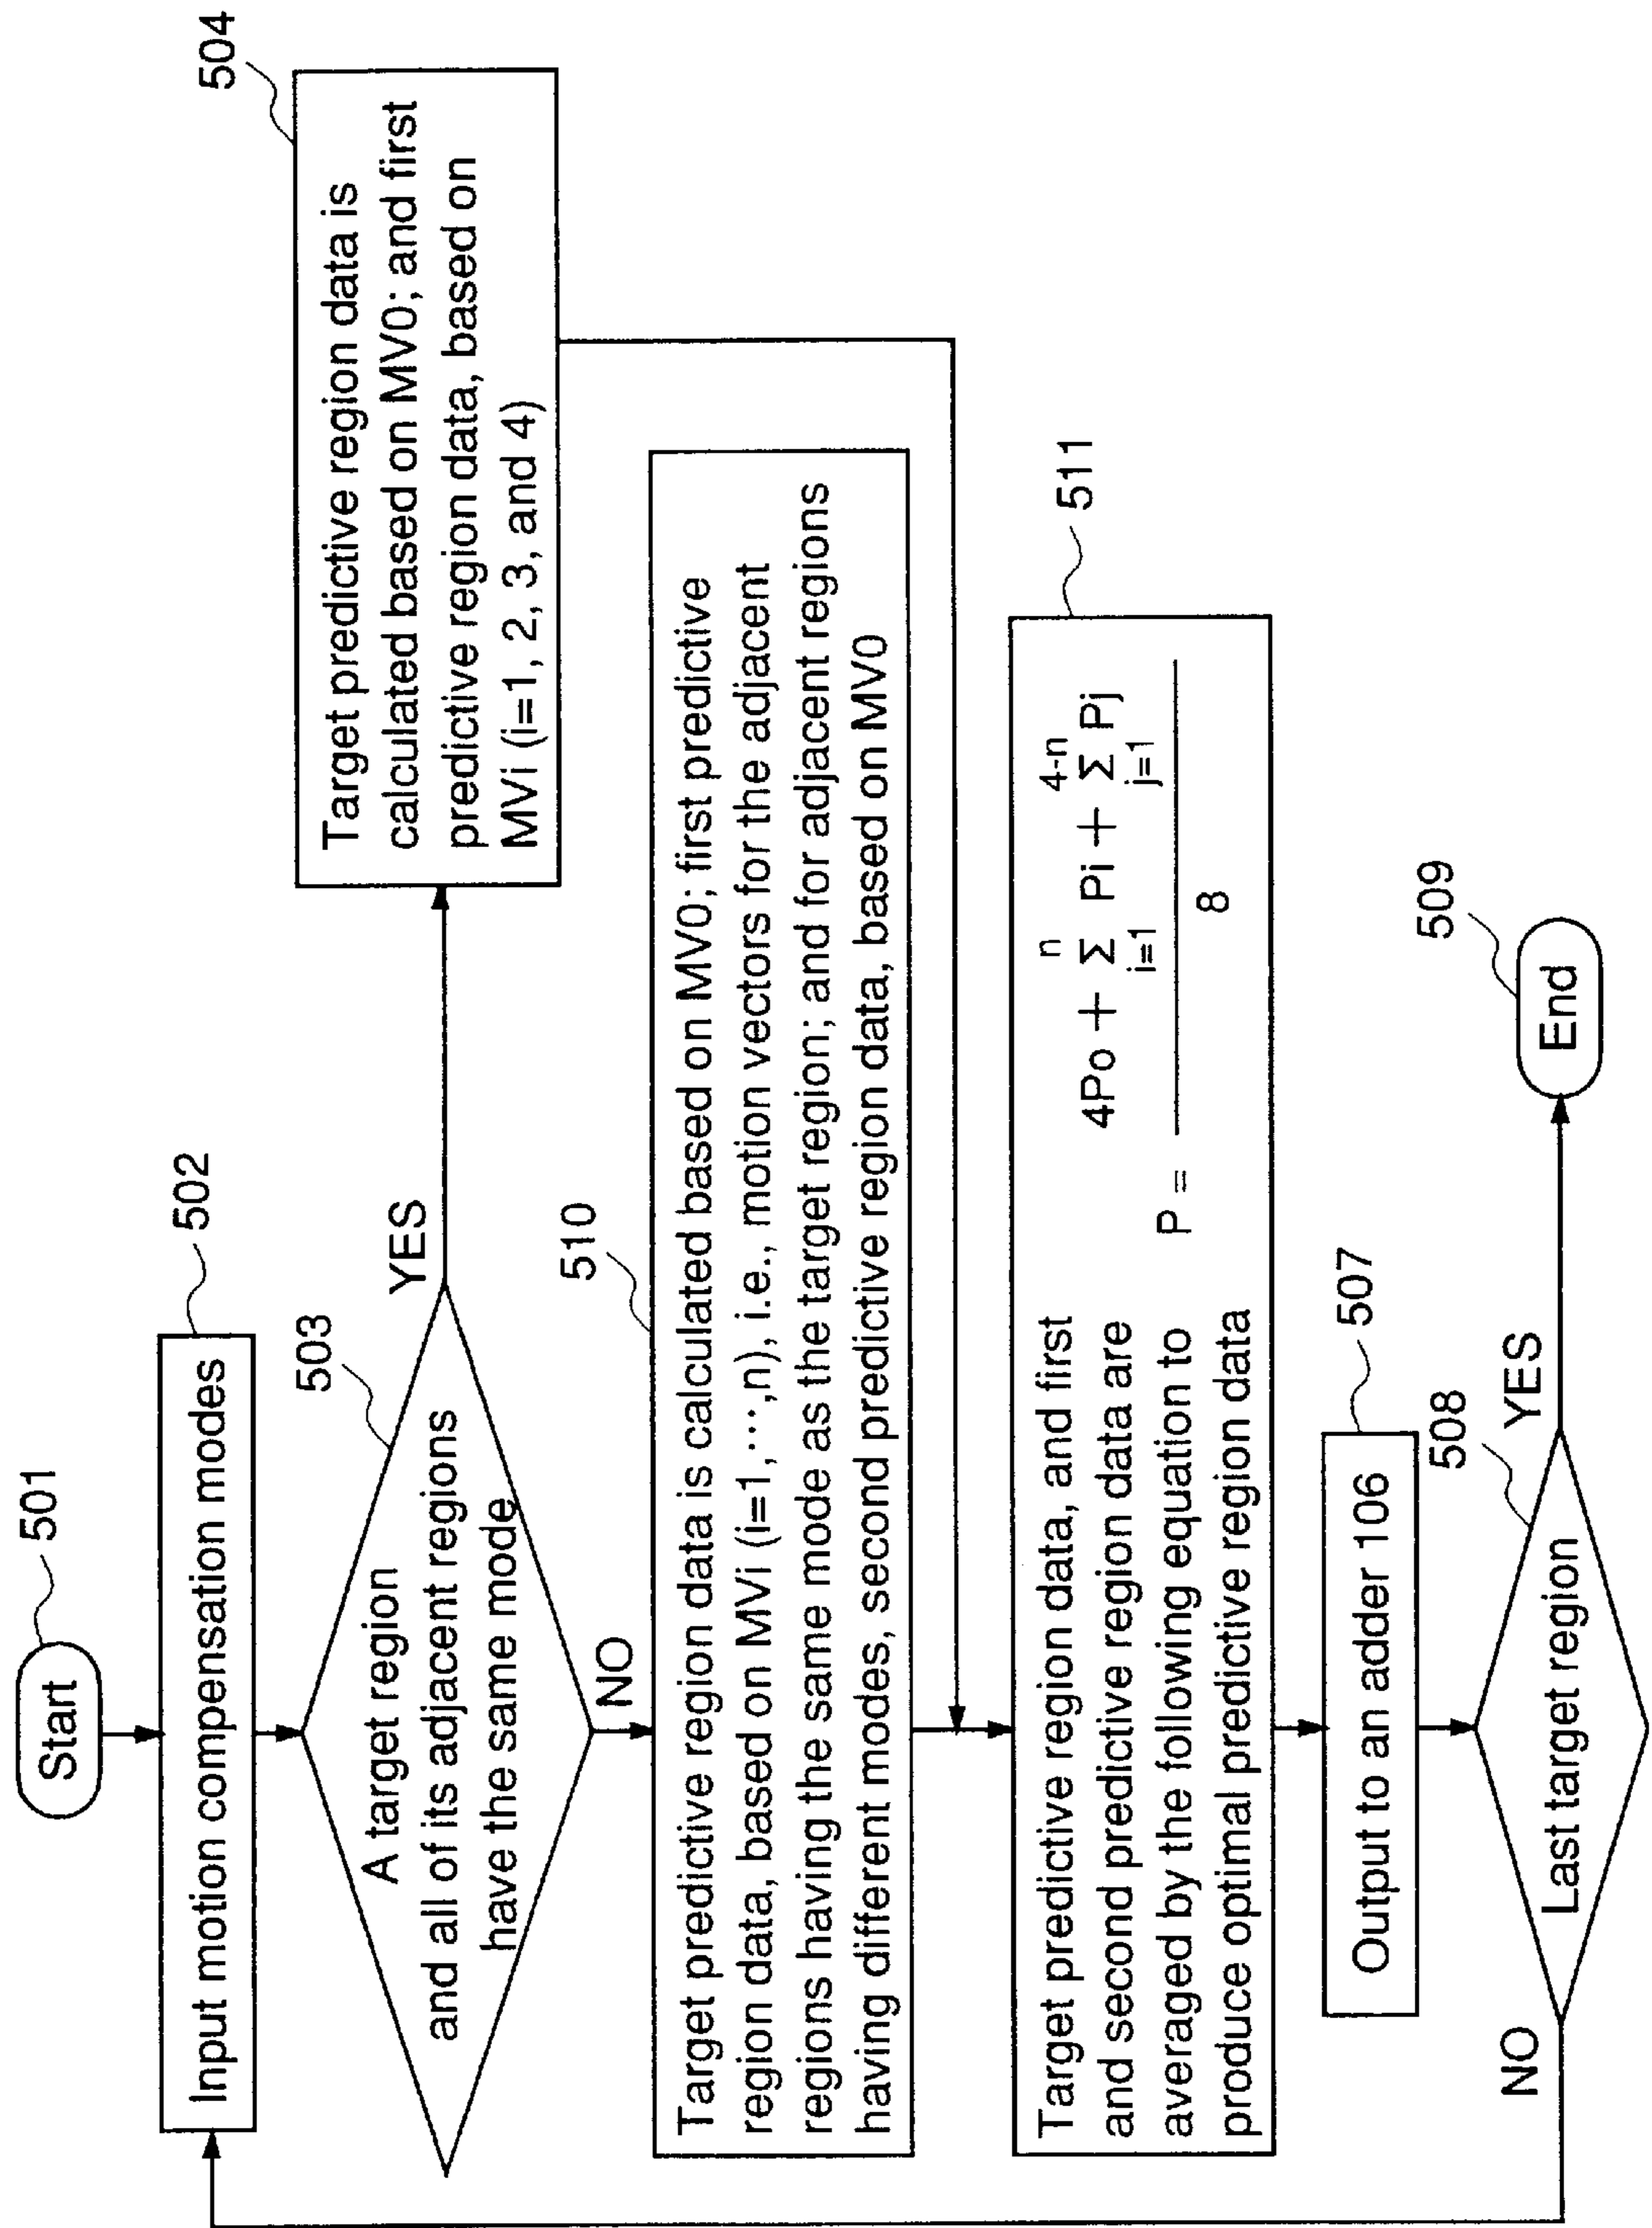 Start
501
Input motion compensation modes
502
A target region
and all of its adjacent regions
have the same mode
503
YES
NO
Target predictive region data is
calculated based on MV0; and first
predictive region data, based on
MVi (i=1, 2, 3, and 4)
504
510
Target predictive region data is calculated based on MV0; first predictive
region data, based on MVi (i=1,···,n), i.e., motion vectors for the adjacent
regions having the same mode as the target region; and for adjacent regions
having different modes, second predictive region data, based on MV0
Target predictive region data, and first
and second predictive region data are
averaged by the following equation to
produce optimal predictive region data
n 4-n
4Po + Σ Pi + Σ Pj
i=1 j=1
P =
8
511
Output to an adder 106
507
Last target region
508
YES
NO
End
509